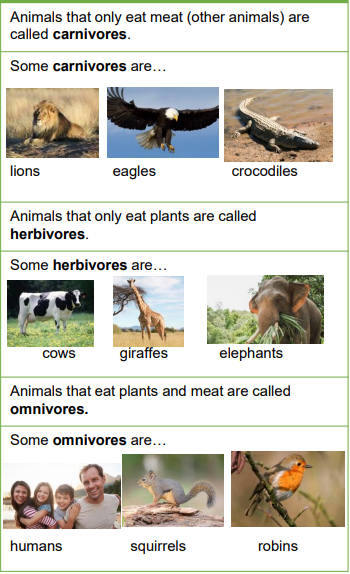 Animals that only eat meat (other animals) are
called carnivores.
Some carnivores are…
lions eagles crocodiles
Animals that only eat plants are called
herbivores.
Some herbivores are…
cows giraffes elephants
Animals that eat plants and meat are called
omnivores.
Some omnivores are…
humans squirrels robins